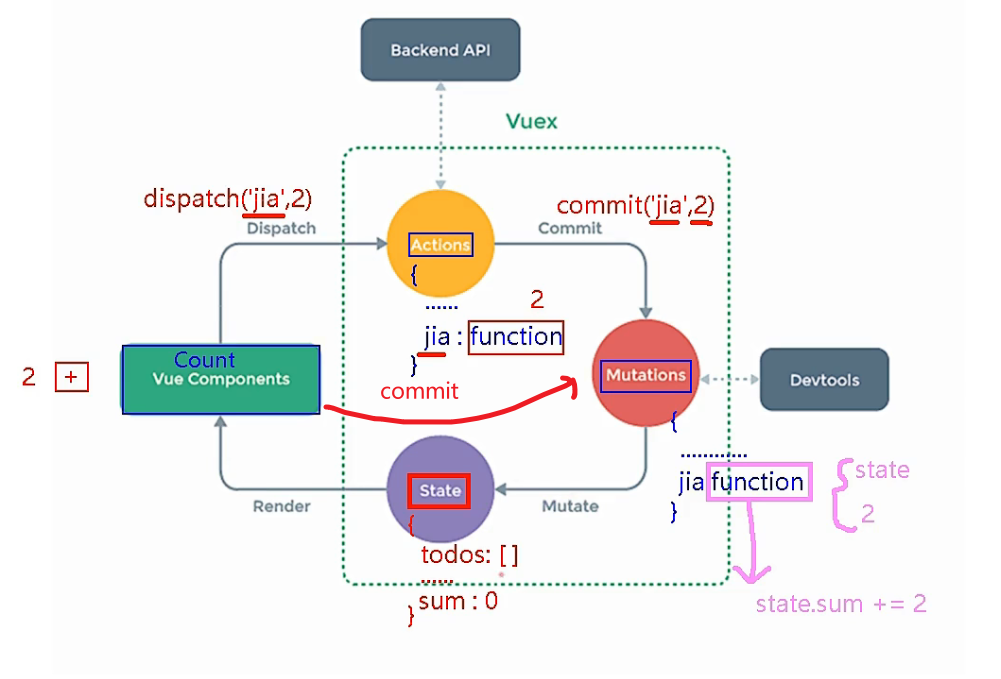 Backend API
Vuex
dispatch('jia',2)
commit('jia',2)
Dispatch
Commit
Actions
{
......
2
jia : function
}
Count
Vue Components
2 +
commit
Mutations
Devtools
{
............
jia function
}
state
2
State
Render
Mutate
{
todos: [ ]
......
sum : 0
}
state.sum += 2